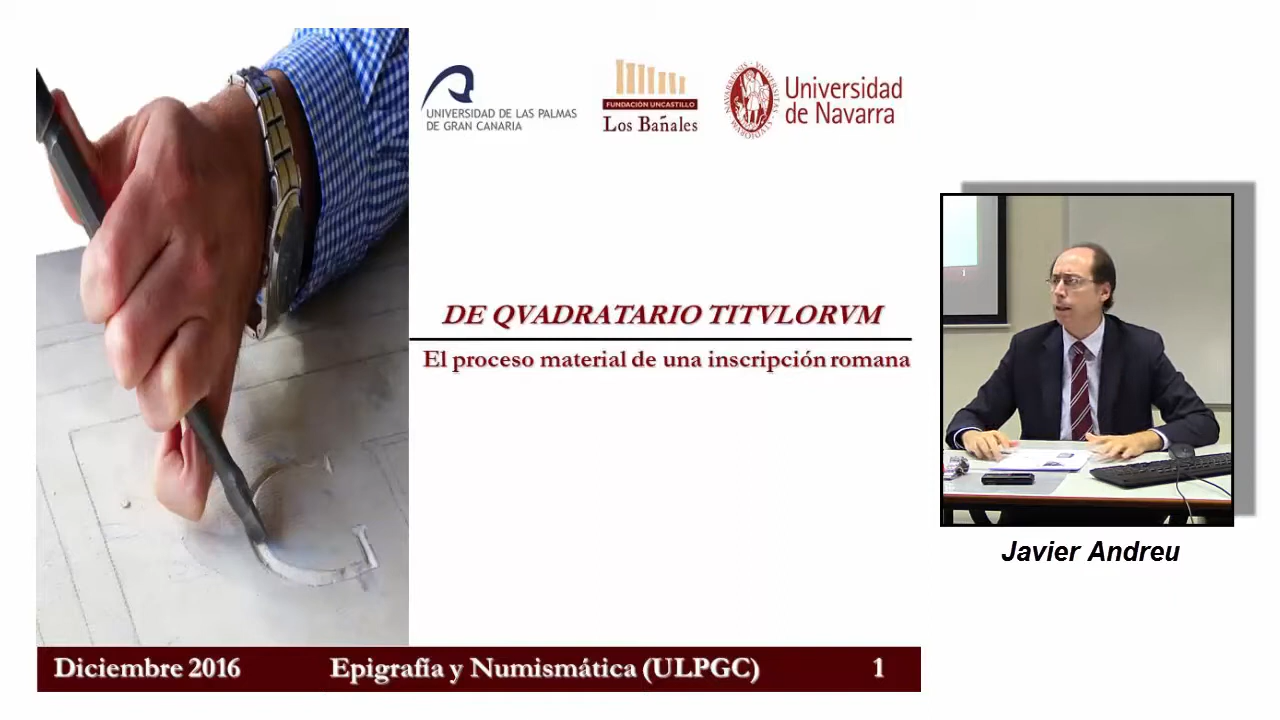 UNIVERSIDAD DE LAS PALMAS
DE GRAN CANARIA
FUNDACIÓN UNCASTILLO
Los Bañales
Universidad
de Navarra
DE QVADRATARIO TITVLORVM
El proceso material de una inscripción romana
Javier Andreu
Diciembre 2016 Epigrafía y Numismática (ULPGC) 1